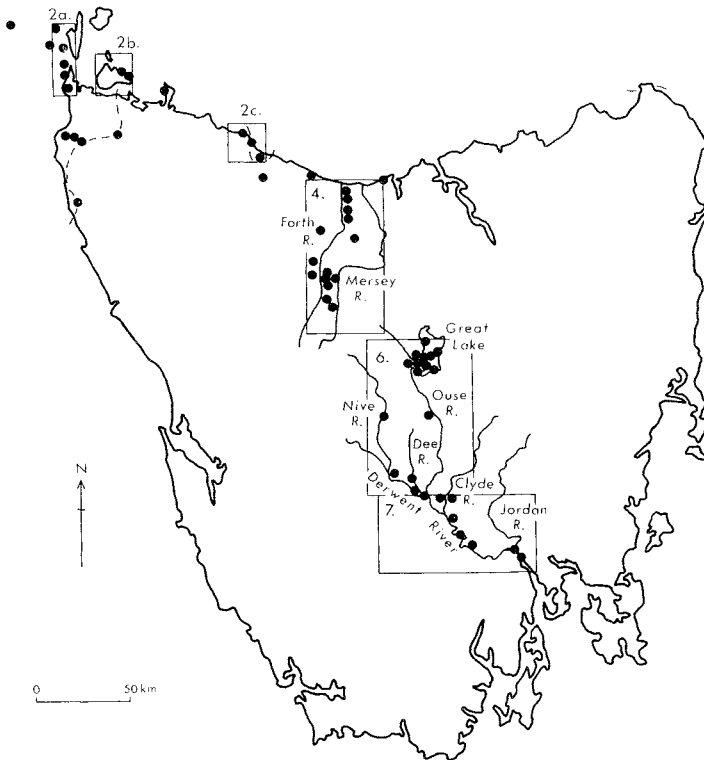 2a.
2b.
2c.
4.
Forth
R.
Mersey
R.
Great
Lake
6.
Nive
R.
Ouse
R.
Dee
R.
Clyde
R.
Derwent River
7.
Jordan
R.
N
0 50 km